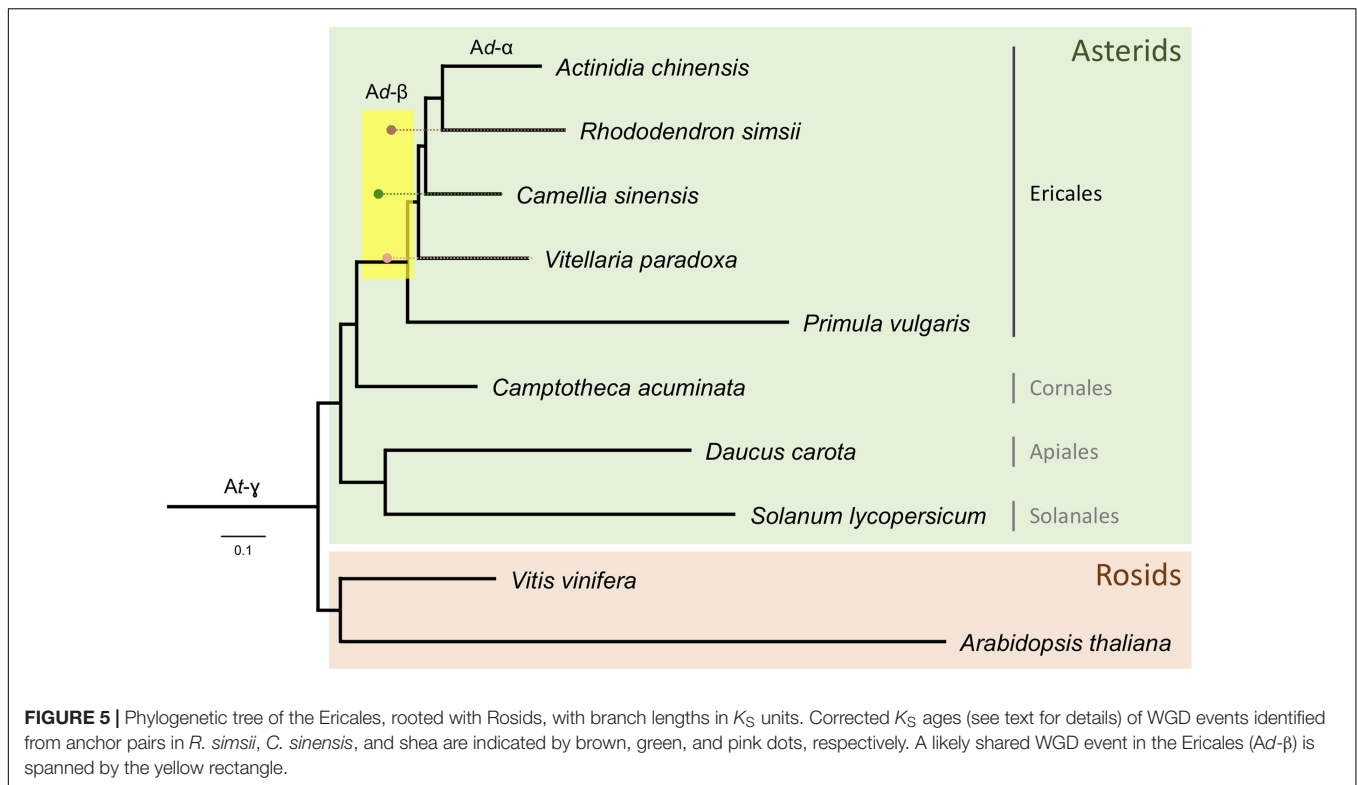 Asterids
Ad-α
Actinidia chinensis
Ad-β
Rhododendron simsii
Camellia sinensis
Ericales
Vitellaria paradoxa
Primula vulgaris
Camptotheca acuminata
Cornales
Daucus carota
Apiales
At-ɣ
Solanum lycopersicum
Solanales
0.1
Rosids
Vitis vinifera
Arabidopsis thaliana
FIGURE 5 | Phylogenetic tree of the Ericales, rooted with Rosids, with branch lengths in KS units. Corrected KS ages (see text for details) of WGD events identified
from anchor pairs in R. simsii, C. sinensis, and shea are indicated by brown, green, and pink dots, respectively. A likely shared WGD event in the Ericales (Ad-β) is
spanned by the yellow rectangle.